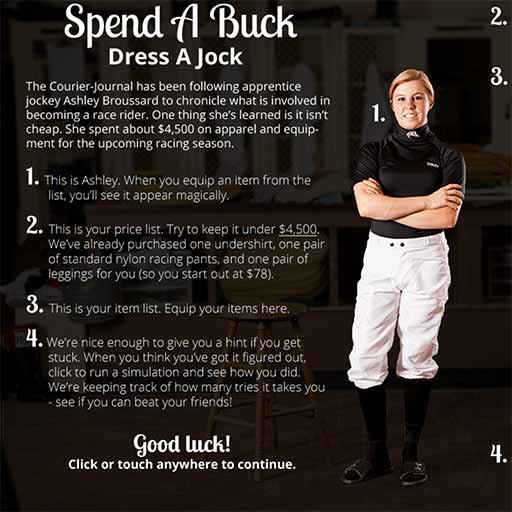 Spend A Buck
Dress A Jock
The Courier-Journal has been following apprentice
jockey Ashley Broussard to chronicle what is involved in
becoming a race rider. One thing she's learned is it isn't
cheap. She spent about $4,500 on apparel and equip-
ment for the upcoming racing season.
1. This is Ashley. When you equip an item from the
list, you'll see it appear magically.
2. This is your price list. Try to keep it under $4,500.
We've already purchased one undershirt, one pair
of standard nylon racing pants, and one pair of
leggings for you (so you start out at $78).
3. This is your item list. Equip your items here.
4. We're nice enough to give you a hint if you get
stuck. When you think you've got it figured out,
click to run a simulation and see how you did.
We're keeping track of how many tries it takes you
- see if you can beat your friends!
Good luck!
Click or touch anywhere to continue.
1.
2.
3.
4.